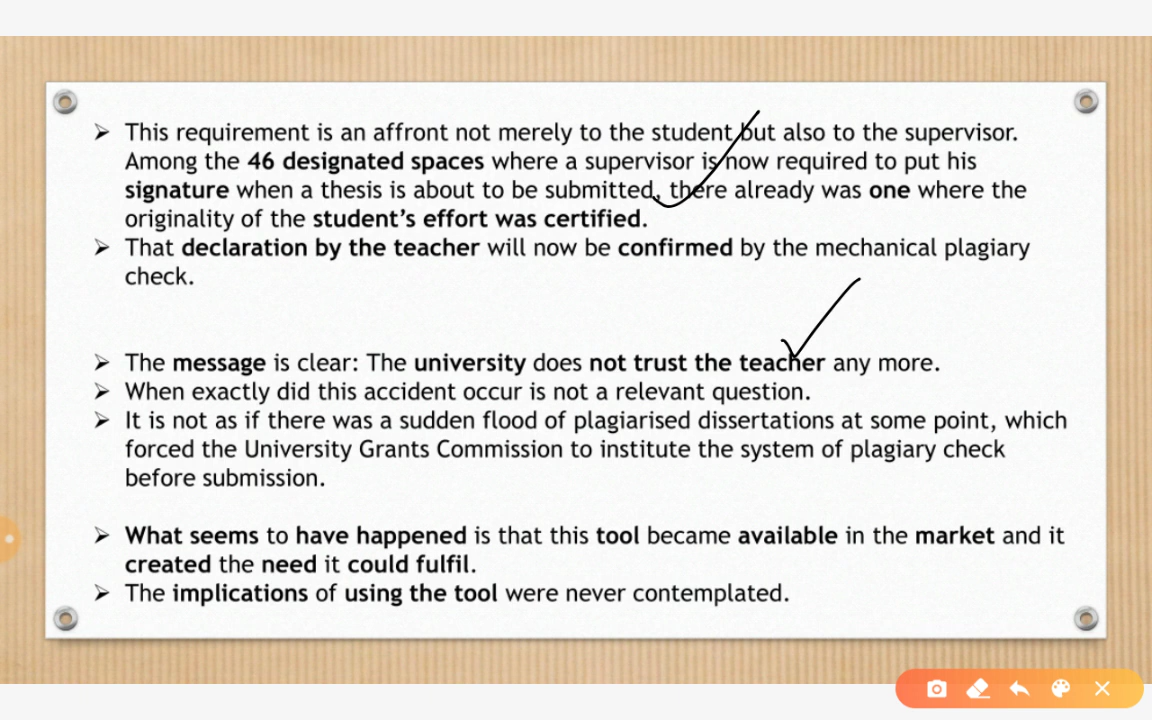 ➢ This requirement is an affront not merely to the student but also to the supervisor.
Among the 46 designated spaces where a supervisor is now required to put his
signature when a thesis is about to be submitted, there already was one where the
originality of the student’s effort was certified.
➢ That declaration by the teacher will now be confirmed by the mechanical plagiary
check.
➢ The message is clear: The university does not trust the teacher any more.
➢ When exactly did this accident occur is not a relevant question.
➢ It is not as if there was a sudden flood of plagiarised dissertations at some point, which
forced the University Grants Commission to institute the system of plagiary check
before submission.
➢ What seems to have happened is that this tool became available in the market and it
created the need it could fulfil.
➢ The implications of using the tool were never contemplated.